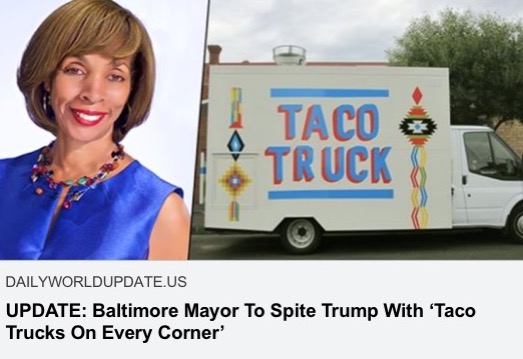 TACO
TRUCK
DAILYWORLDUPDATE.US
UPDATE: Baltimore Mayor To Spite Trump With ‘Taco
Trucks On Every Corner’